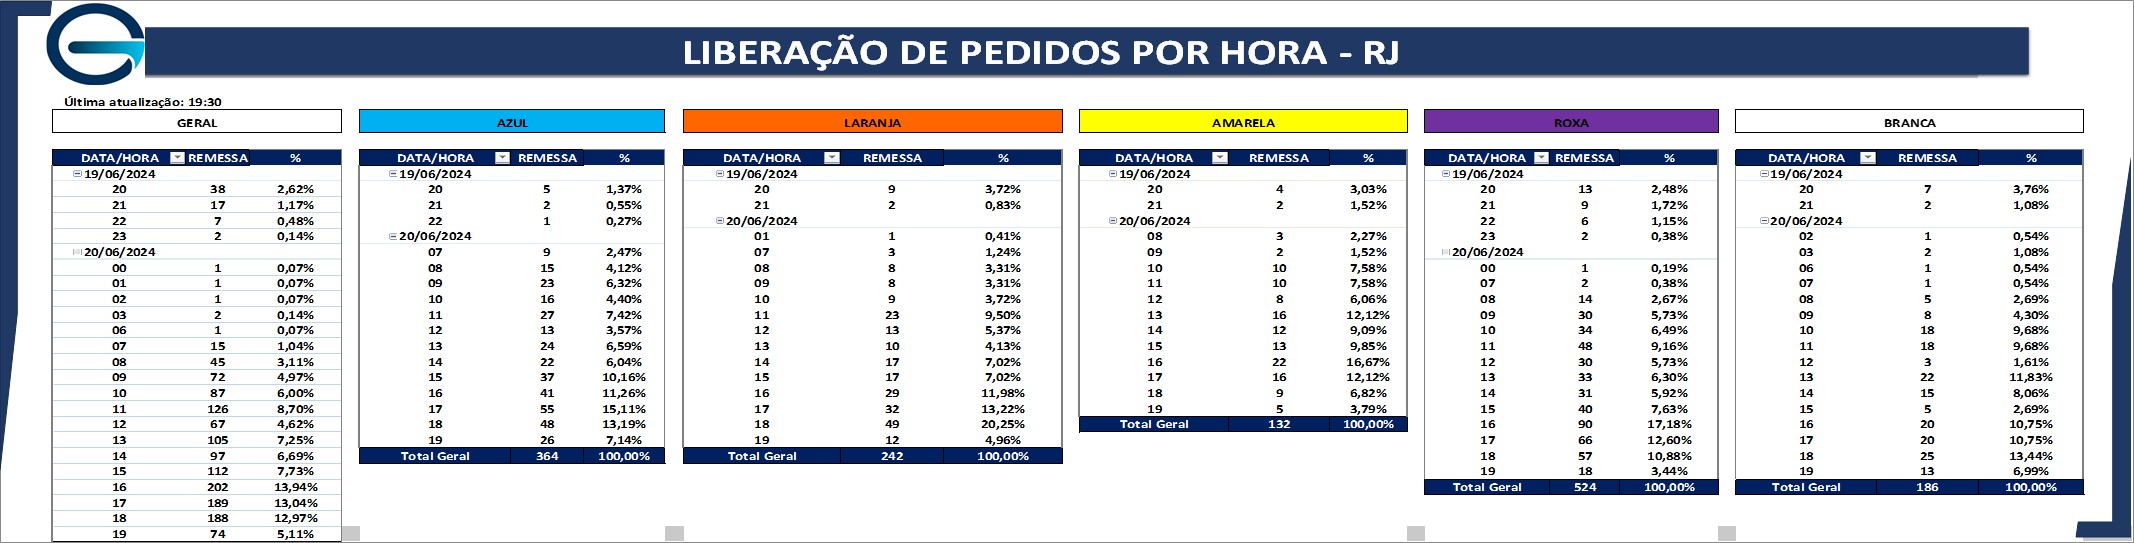 LIBERAÇÃO DE PEDIDOS POR HORA - RJ
Última atualização: 19:30
GERAL
DATA/HORA REMESSA %
19/06/2024
20 38 2,62%
21 17 1,17%
22 7 0,48%
23 2 0,14%
20/06/2024
00 1 0,07%
01 1 0,07%
02 1 0,07%
03 2 0,14%
06 1 0,07%
07 15 1,04%
08 45 3,11%
09 72 4,97%
10 87 6,00%
11 126 8,70%
12 67 4,62%
13 105 7,25%
14 97 6,69%
15 112 7,73%
16 202 13,94%
17 189 13,04%
18 188 12,97%
19 74 5,11%
AZUL
DATA/HORA REMESSA %
19/06/2024
20 5 1,37%
21 2 0,55%
22 1 0,27%
20/06/2024
07 9 2,47%
08 15 4,12%
09 23 6,32%
10 16 4,40%
11 27 7,42%
12 13 3,57%
13 24 6,59%
14 22 6,04%
15 37 10,16%
16 41 11,26%
17 55 15,11%
18 48 13,19%
19 26 7,14%
Total Geral 364 100,00%
LARANJA
DATA/HORA REMESSA %
19/06/2024
20 9 3,72%
21 2 0,83%
20/06/2024
01 1 0,41%
07 3 1,24%
08 8 3,31%
09 8 3,31%
10 9 3,72%
11 23 9,50%
12 13 5,37%
13 10 4,13%
14 17 7,02%
15 17 7,02%
16 29 11,98%
17 32 13,22%
18 49 20,25%
19 12 4,96%
Total Geral 242 100,00%
AMARELA
DATA/HORA REMESSA %
19/06/2024
20 4 3,03%
21 2 1,52%
20/06/2024
08 3 2,27%
09 2 1,52%
10 10 7,58%
11 10 7,58%
12 8 6,06%
13 16 12,12%
14 12 9,09%
15 13 9,85%
16 22 16,67%
17 16 12,12%
18 9 6,82%
19 5 3,79%
Total Geral 132 100,00%
ROXA
DATA/HORA REMESSA %
19/06/2024
20 13 2,48%
21 9 1,72%
22 6 1,15%
23 2 0,38%
20/06/2024
00 1 0,19%
07 2 0,38%
08 14 2,67%
09 30 5,73%
10 34 6,49%
11 48 9,16%
12 30 5,73%
13 33 6,30%
14 31 5,92%
15 40 7,63%
16 90 17,18%
17 66 12,60%
18 57 10,88%
19 18 3,44%
Total Geral 524 100,00%
BRANCA
DATA/HORA REMESSA %
19/06/2024
20 7 3,76%
21 2 1,08%
20/06/2024
02 1 0,54%
03 2 1,08%
06 1 0,54%
07 1 0,54%
08 5 2,69%
09 8 4,30%
10 18 9,68%
11 18 9,68%
12 3 1,61%
13 22 11,83%
14 15 8,06%
15 5 2,69%
16 20 10,75%
17 20 10,75%
18 25 13,44%
19 13 6,99%
Total Geral 186 100,00%